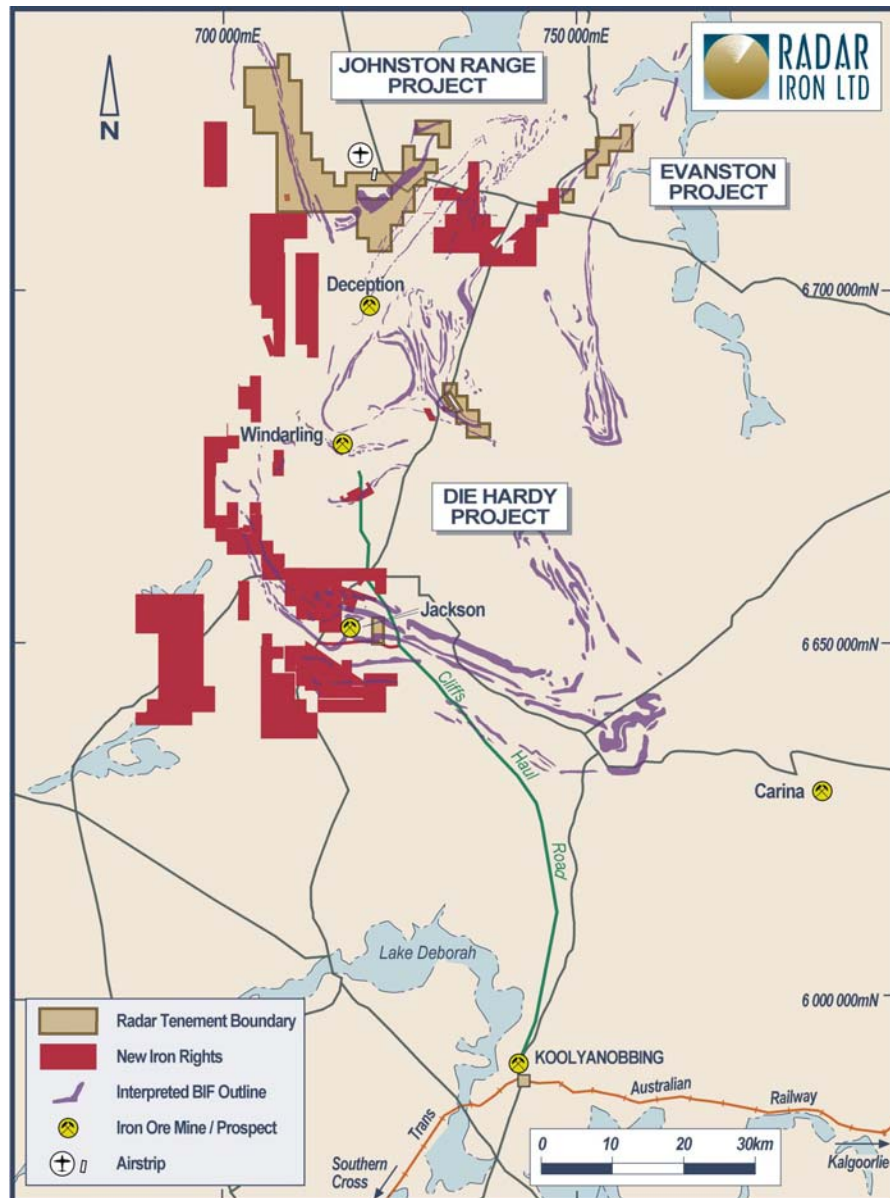 700 000mE
750 000mE
JOHNSTON RANGE
PROJECT
RADAR
IRON LTD
N
EVANSTON
PROJECT
Deception
6 700 000mN
Windarling
DIE HARDY
PROJECT
Jackson
6 650 000mN
Cliffs
Haul
Road
Carina
Lake Deborah
6 000 000mN
Radar Tenement Boundary
New Iron Rights
Interpreted BIF Outline
Iron Ore Mine / Prospect
Airstrip
KOOLYANOBBING
Trans
Australian
Railway
0 10 20 30km
Southern
Cross
Kalgoorlie